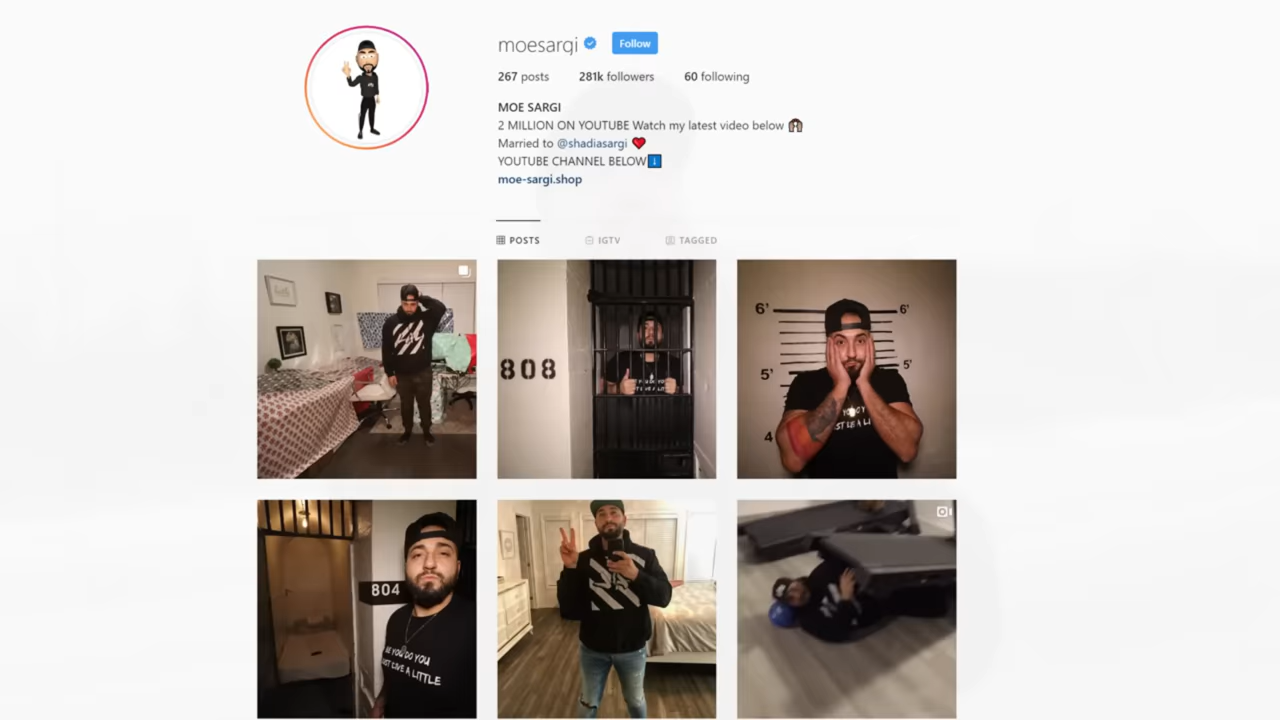 moesargi
Follow
267 posts 281k followers 60 following
MOE SARGI
2 MILLION ON YOUTUBE Watch my latest video below
Married to @shadiasargi
YOUTUBE CHANNEL BELOW
moe-sargi.shop
POSTS IGTV TAGGED
808
6' 6'
5' 5'
4
804
YOU DO YOU
JUST LIVE A LITTLE